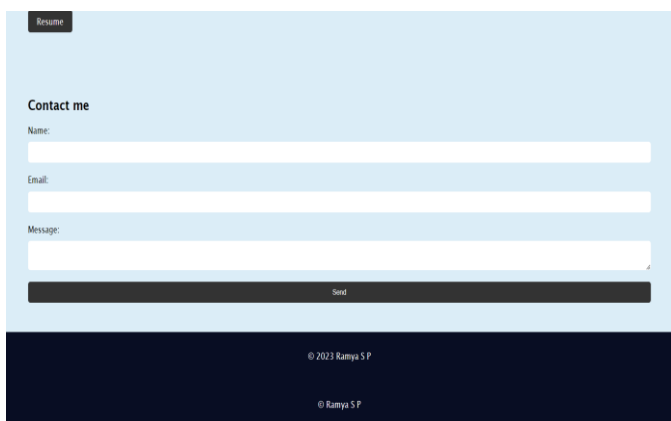 Resume
Contact me
Name:
Email:
Message:
Send
© 2023 Ramya S P
© Ramya S P